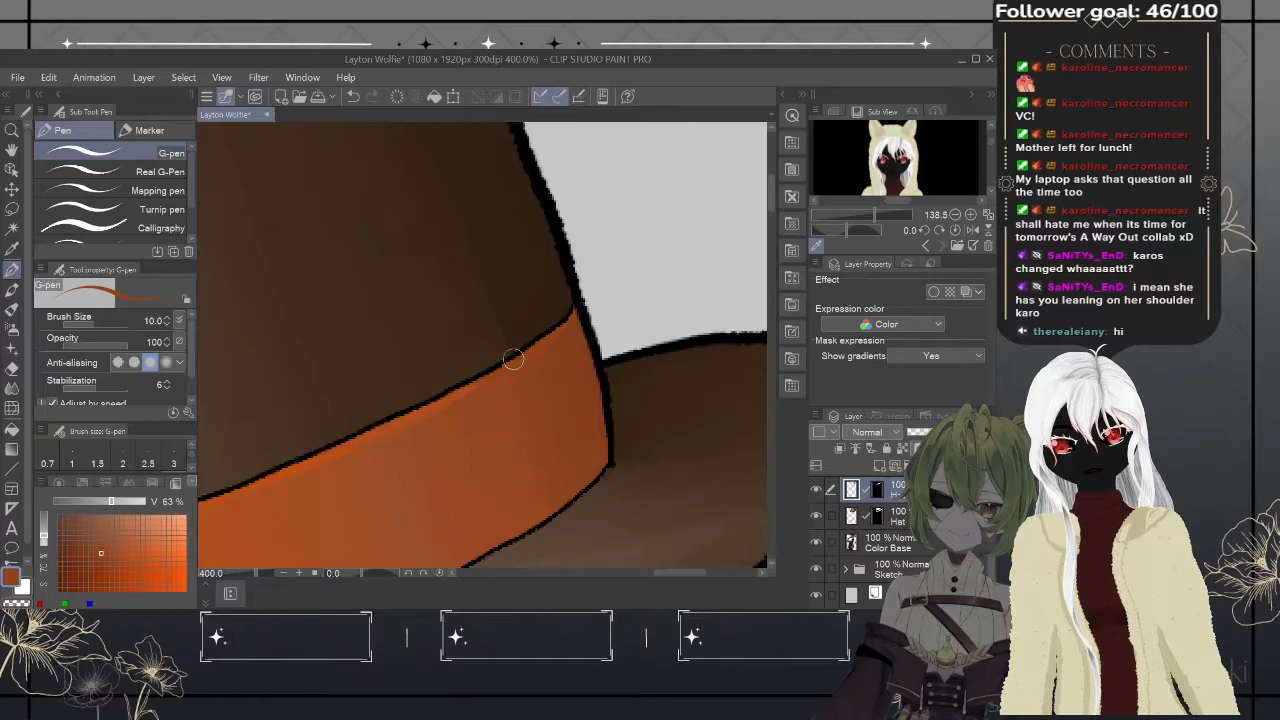 Follower goal: 46/100
- COMMENTS -
karoline_necromancer:
karoline_necromancer:
VC!
karoline_necromancer:
Mother left for lunch!
karoline_necromancer:
My laptop asks that question all
the time too
karoline_necromancer: It
shall hate me when its time for
tomorrow's A Way Out collab xD
SaNiTYs_EnD: karos
changed whaaaaattt?
SaNiTYs_EnD: i mean she
has you leaning on her shoulder
karo
therealeiany: hi
Layton Wolfie* (1080 x 1920px 300dpi 400.0%) - CLIP STUDIO PAINT PRO
File Edit Animation Layer Select View Filter Window Help
Sub Tool Pen
Layton Wolfie*
Pen
Marker
G-pen
Real G-Pen
Mapping pen
Turnip pen
Calligraphy
Tool property: G-pen
G-pen
Brush Size 10.0
Opacity 100
Anti-aliasing
Stabilization 6
Adjust by speed
Brush size: G-pen
0.7 1 1.5 2 2.5 3
V 63 %
400.0
0.0
Sub View
138.5
0.0
Layer Property
Effect
Expression color
Color
Mask expression
Show gradients Yes
Layer
Normal
100
Hat
100 % Norm
Color Base
100 % Norma
Sketch